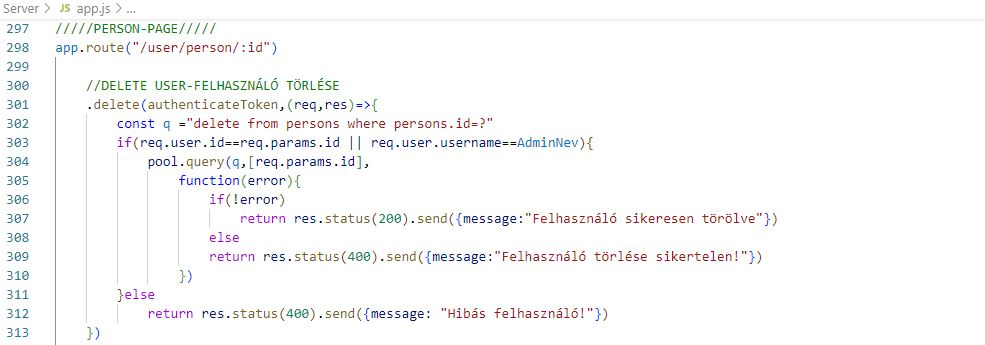 Server > JS app.js > ...
297 /////PERSON-PAGE/////
298 app.route("/user/person/:id")
299
300 //DELETE USER-FELHASZNÁLÓ TÖRLÉSE
301 .delete(authenticateToken,(req,res)=>{
302 const q ="delete from persons where persons.id=?"
303 if(req.user.id==req.params.id || req.user.username==AdminNev){
304 pool.query(q,[req.params.id],
305 function(error){
306 if(!error)
307 return res.status(200).send({message:"Felhasználó sikeresen törölve"})
308 else
309 return res.status(400).send({message:"Felhasználó törlése sikertelen!"})
310 })
311 }else
312 return res.status(400).send({message: "Hibás felhasználó!"})
313 })